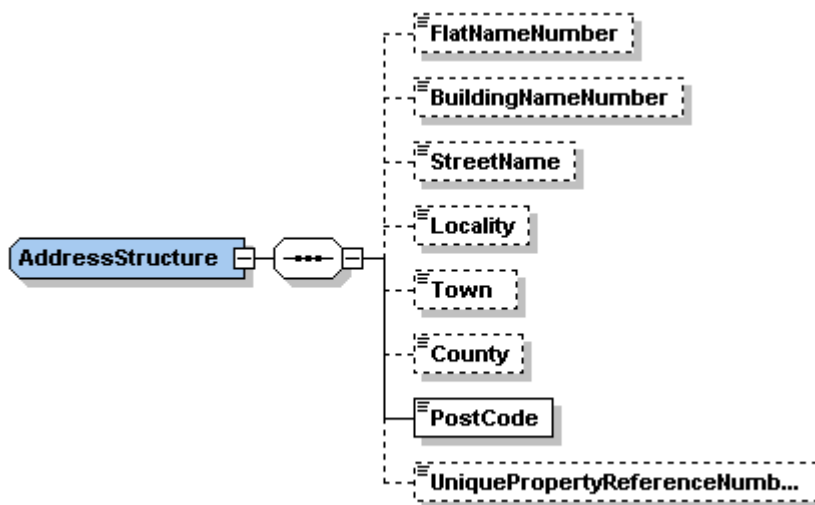 FlatNameNumber
BuildingNameNumber
StreetName
Locality
AddressStructure
Town
County
PostCode
UniquePropertyReferenceNumb...